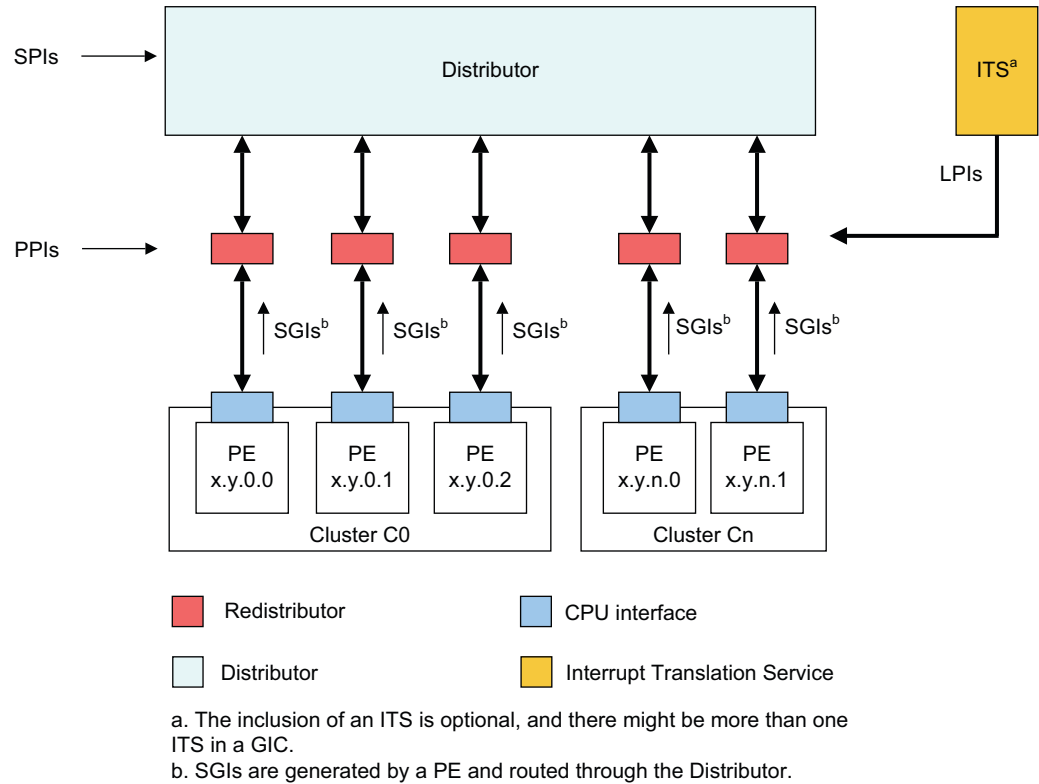 SPIs
Distributor
ITSa
LPIs
PPIs
SGIsb
SGIsb
SGIsb
SGIsb
SGIsb
PE
x.y.0.0
PE
x.y.0.1
PE
x.y.0.2
PE
x.y.n.0
PE
x.y.n.1
Cluster C0
Cluster Cn
Redistributor
CPU interface
Distributor
Interrupt Translation Service
a. The inclusion of an ITS is optional, and there might be more than one
ITS in a GIC.
b. SGIs are generated by a PE and routed through the Distributor.